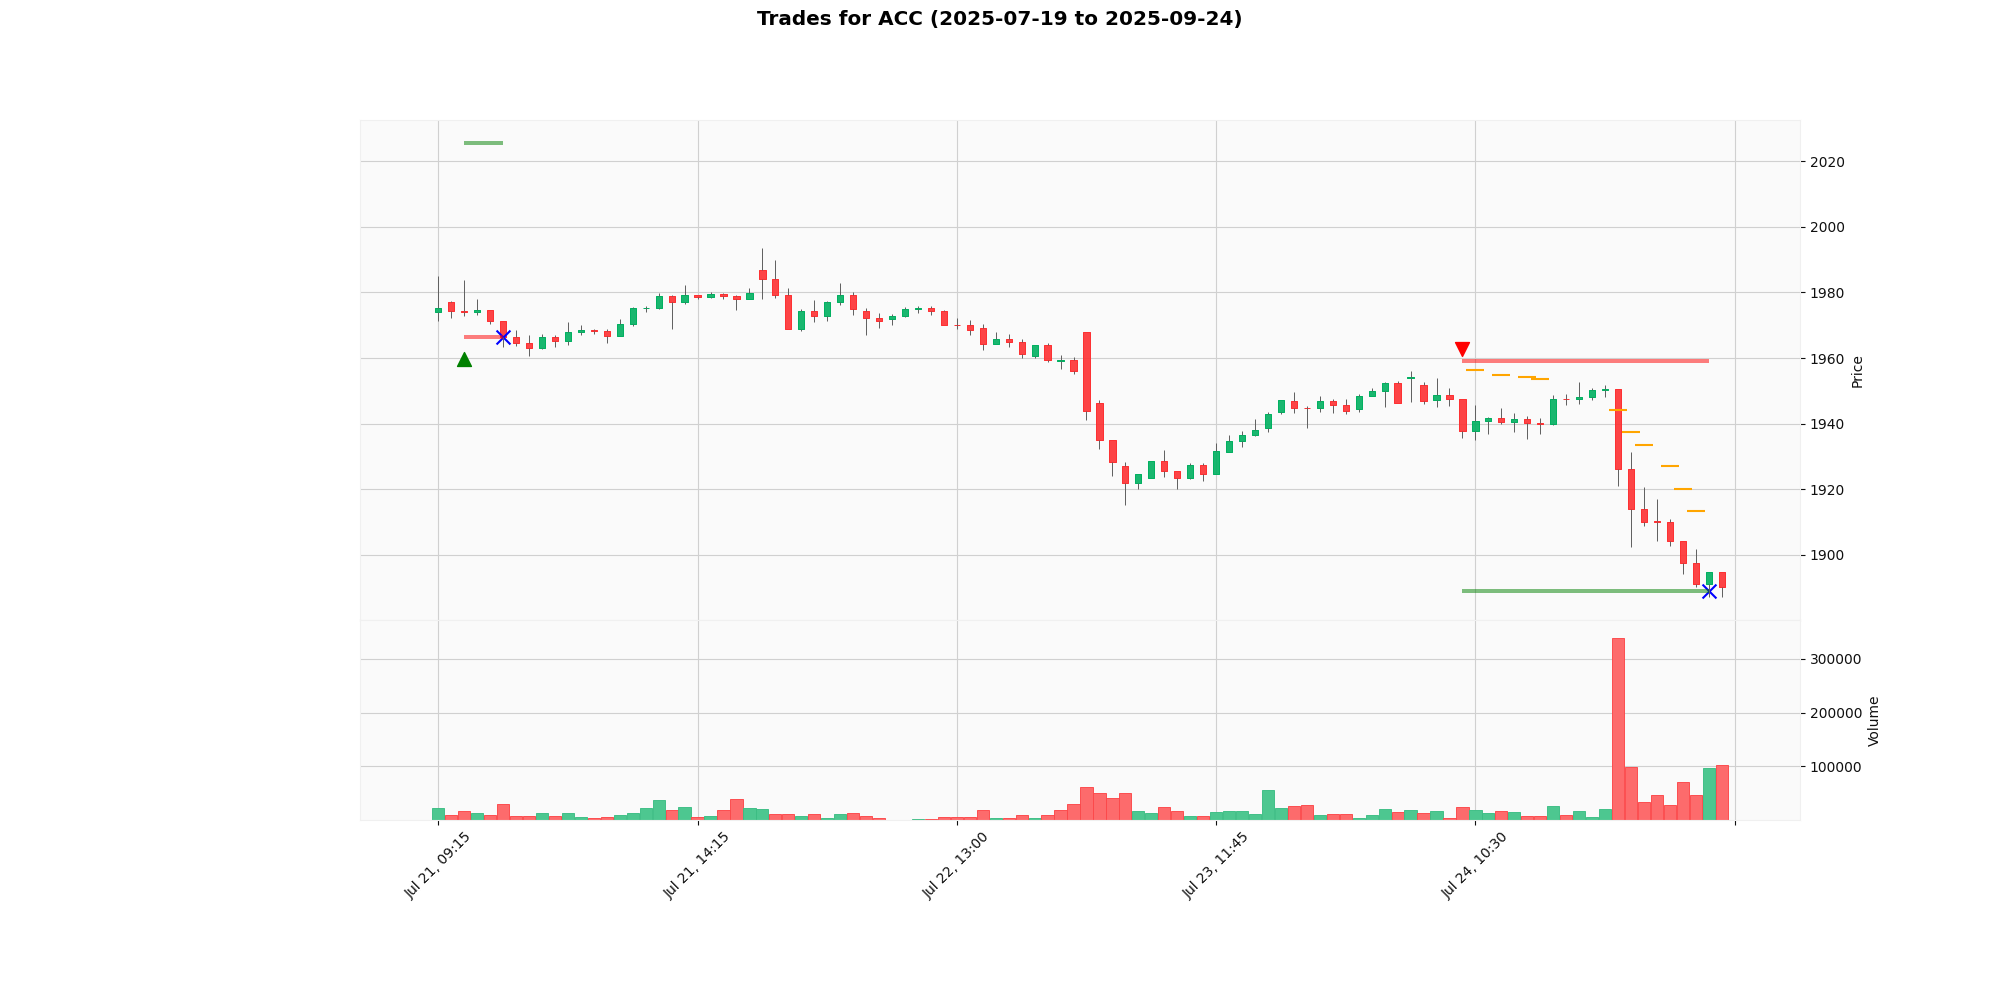 Trades for ACC (2025-07-19 to 2025-09-24)
2020
2000
1980
1960
1940
1920
1900
Price
300000
200000
100000
Volume
Jul 21, 09:15
Jul 21, 14:15
Jul 22, 13:00
Jul 23, 11:45
Jul 24, 10:30